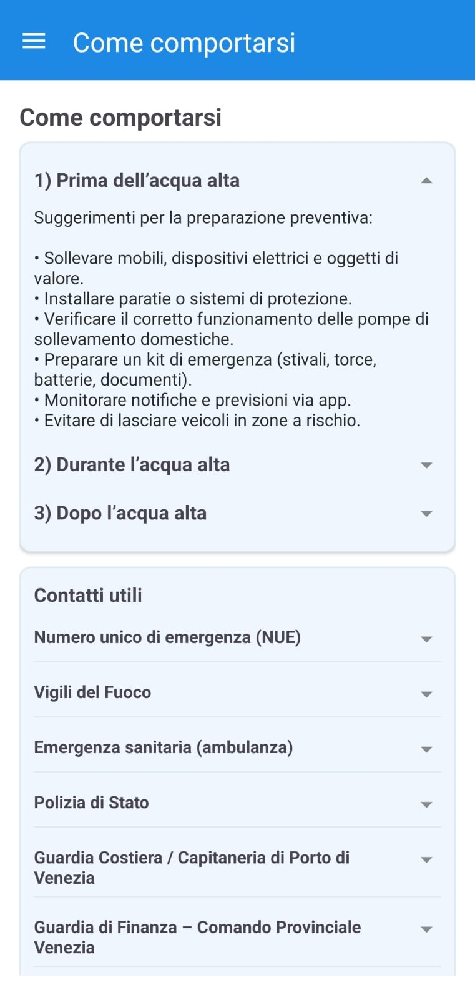 Come comportarsi
Come comportarsi
1) Prima dell’acqua alta
Suggerimenti per la preparazione preventiva:
• Sollevare mobili, dispositivi elettrici e oggetti di
valore.
• Installare paratie o sistemi di protezione.
• Verificare il corretto funzionamento delle pompe di
sollevamento domestiche.
• Preparare un kit di emergenza (stivali, torce,
batterie, documenti).
• Monitorare notifiche e previsioni via app.
• Evitare di lasciare veicoli in zone a rischio.
2) Durante l’acqua alta
3) Dopo l’acqua alta
Contatti utili
Numero unico di emergenza (NUE)
Vigili del Fuoco
Emergenza sanitaria (ambulanza)
Polizia di Stato
Guardia Costiera / Capitaneria di Porto di
Venezia
Guardia di Finanza – Comando Provinciale
Venezia